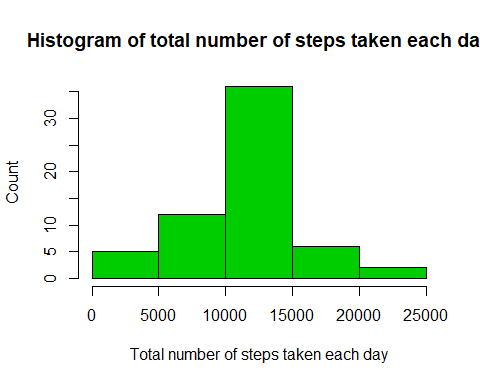 Histogram of total number of steps taken each da
Count
30
20
10
5
0
0 5000 10000 15000 20000 25000
Total number of steps taken each day